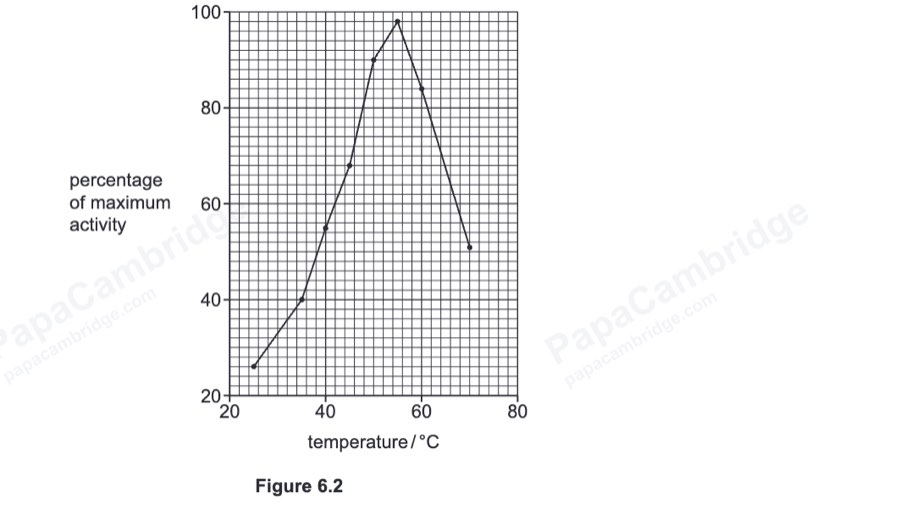 100
80
percentage
of maximum
activity
60
40
20
20 40 60 80
temperature / °C
Figure 6.2
PapaCambridge
papacambridge.com
PapaCambridge
papacambridge.com